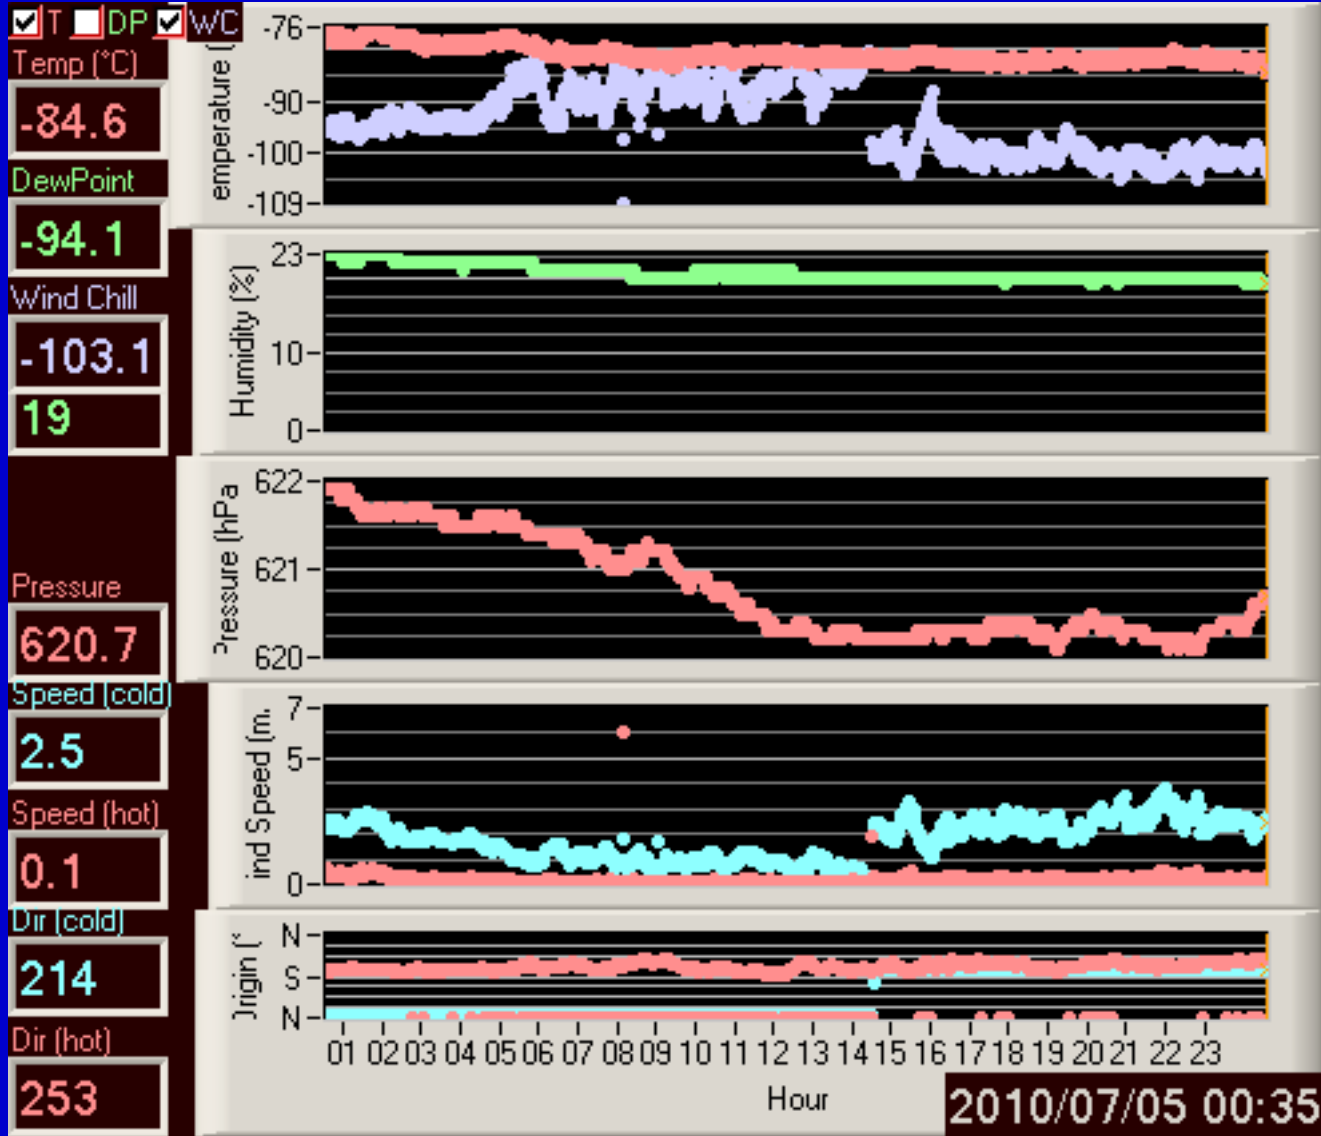 T DP WC
Temp (°C)
-84.6
DewPoint
-94.1
Wind Chill
-103.1
19
Pressure
620.7
Speed (cold)
2.5
Speed (hot)
0.1
Dir (cold)
214
Dir (hot)
253
emperature (
-76
-90
-100
-109
Humidity (%)
23
10
0
Pressure (hPa
622
621
620
ind Speed (m.
7
5
0
Origin (°
N
S
N
01 02 03 04 05 06 07 08 09 10 11 12 13 14 15 16 17 18 19 20 21 22 23
Hour
2010/07/05 00:35